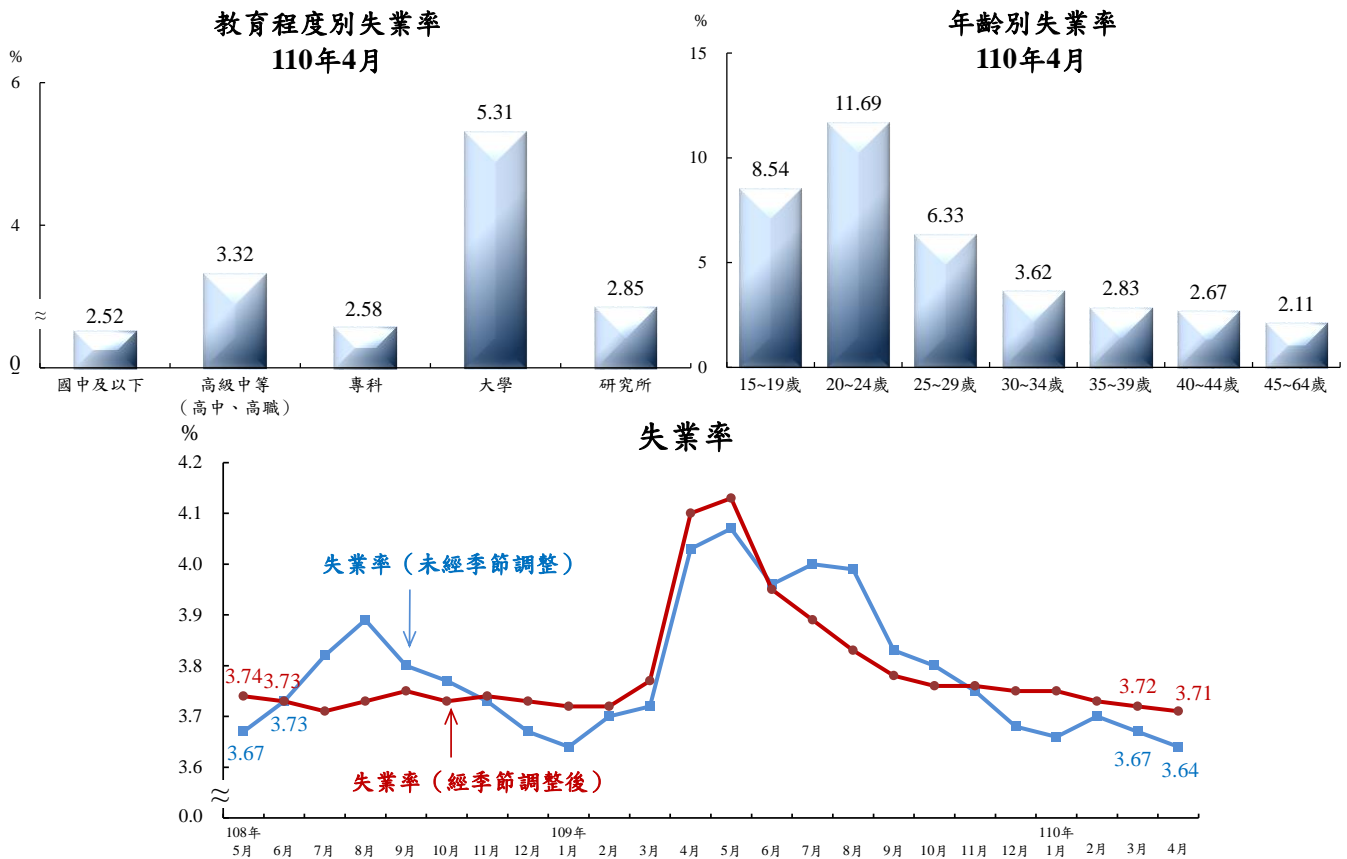 教育程度別失業率
110年4月
%
6
4
≈
0
2.52
3.32
2.58
5.31
2.85
國中及以下
高級中等
(高中、高職)
專科
大學
研究所
年齡別失業率
110年4月
%
15
10
5
0
8.54
11.69
6.33
3.62
2.83
2.67
2.11
15~19歲
20~24歲
25~29歲
30~34歲
35~39歲
40~44歲
45~64歲
失業率
%
4.2
4.1
4.0
3.9
3.8
3.7
3.6
≈
0.0
失業率(未經季節調整)
失業率(經季節調整後)
3.74
3.73
3.67
3.73
3.72
3.71
3.67
3.64
108年
5月
6月
7月
8月
9月
10月
11月
12月
109年
1月
2月
3月
4月
5月
6月
7月
8月
9月
10月
11月
12月
110年
1月
2月
3月
4月